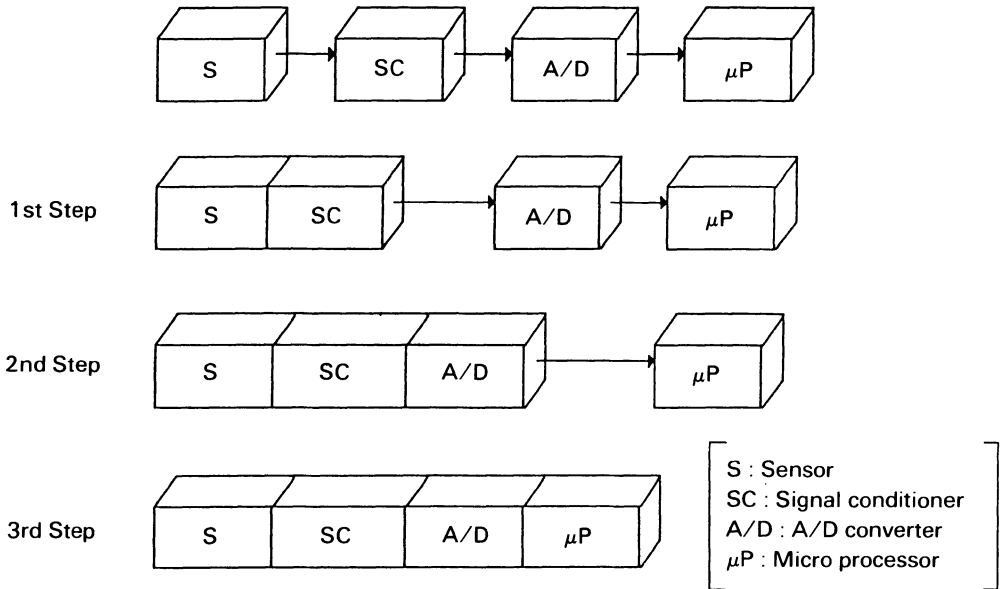 S SC A/D μP
1st Step S SC A/D μP
2nd Step S SC A/D μP
3rd Step S SC A/D μP
S : Sensor
SC : Signal conditioner
A/D : A/D converter
μP : Micro processor